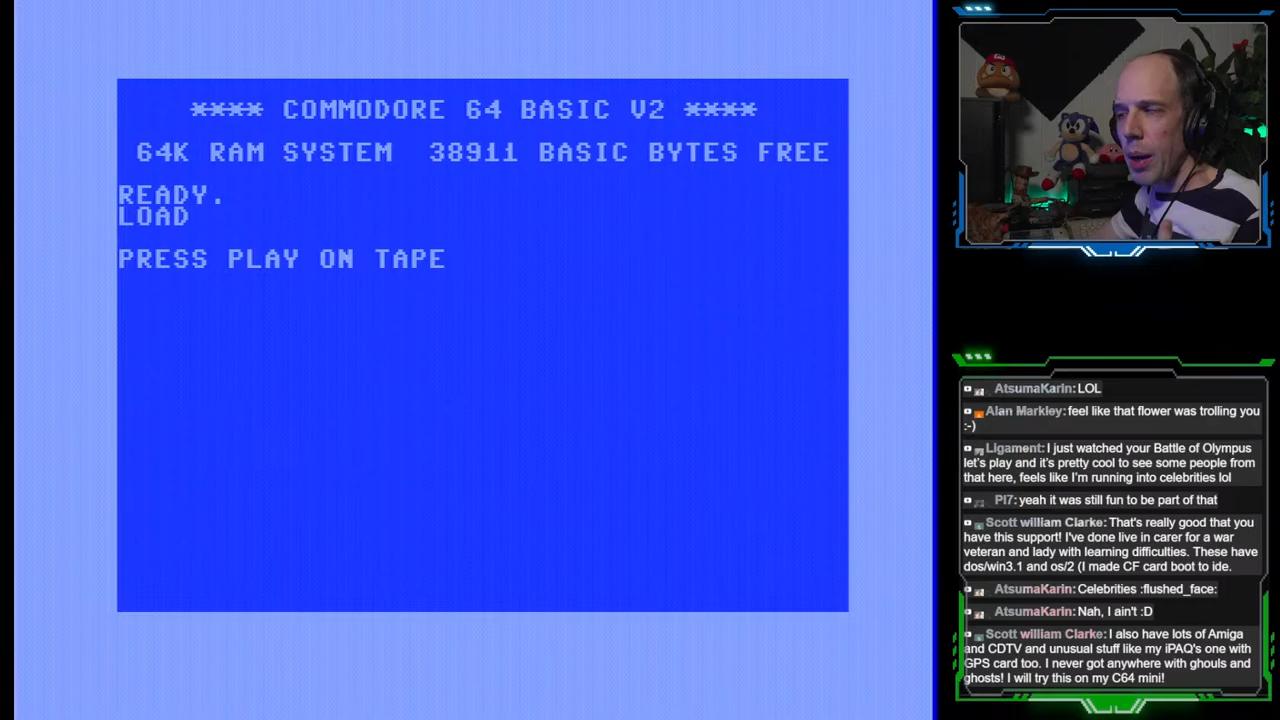 **** COMMODORE 64 BASIC V2 ****
64K RAM SYSTEM  38911 BASIC BYTES FREE
READY.
LOAD
PRESS PLAY ON TAPE
AtsumaKarin: LOL
Alan Markley: feel like that flower was trolling you
:-)
Ligament: I just watched your Battle of Olympus
let's play and it's pretty cool to see some people from
that here, feels like I'm running into celebrities lol
PI7: yeah it was still fun to be part of that
Scott william Clarke: That's really good that you
have this support! I've done live in carer for a war
veteran and lady with learning difficulties. These have
dos/win3.1 and os/2 (I made CF card boot to ide.
AtsumaKarin: Celebrities :flushed_face:
AtsumaKarin: Nah, I ain't :D
Scott william Clarke: I also have lots of Amiga
and CDTV and unusual stuff like my iPAQ's one with
GPS card too. I never got anywhere with ghouls and
ghosts! I will try this on my C64 mini!